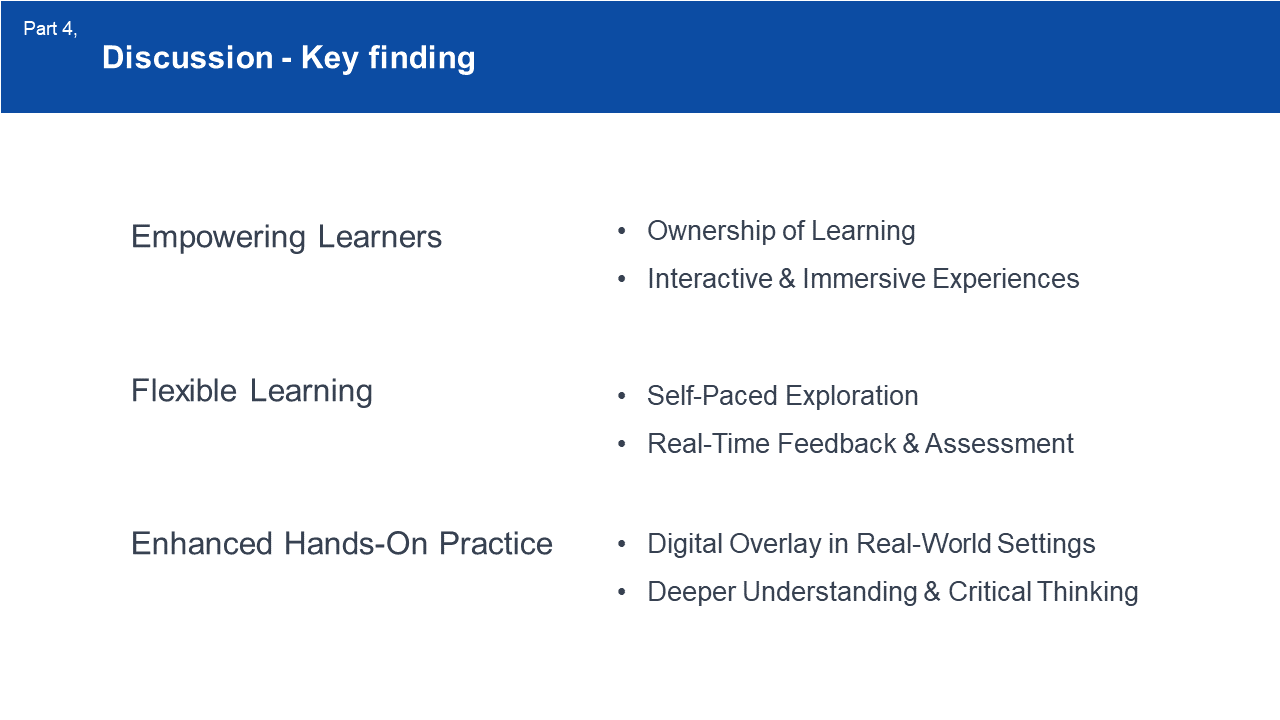 Part 4,
Discussion - Key finding
Empowering Learners
• Ownership of Learning
• Interactive & Immersive Experiences
Flexible Learning
• Self-Paced Exploration
• Real-Time Feedback & Assessment
Enhanced Hands-On Practice
• Digital Overlay in Real-World Settings
• Deeper Understanding & Critical Thinking